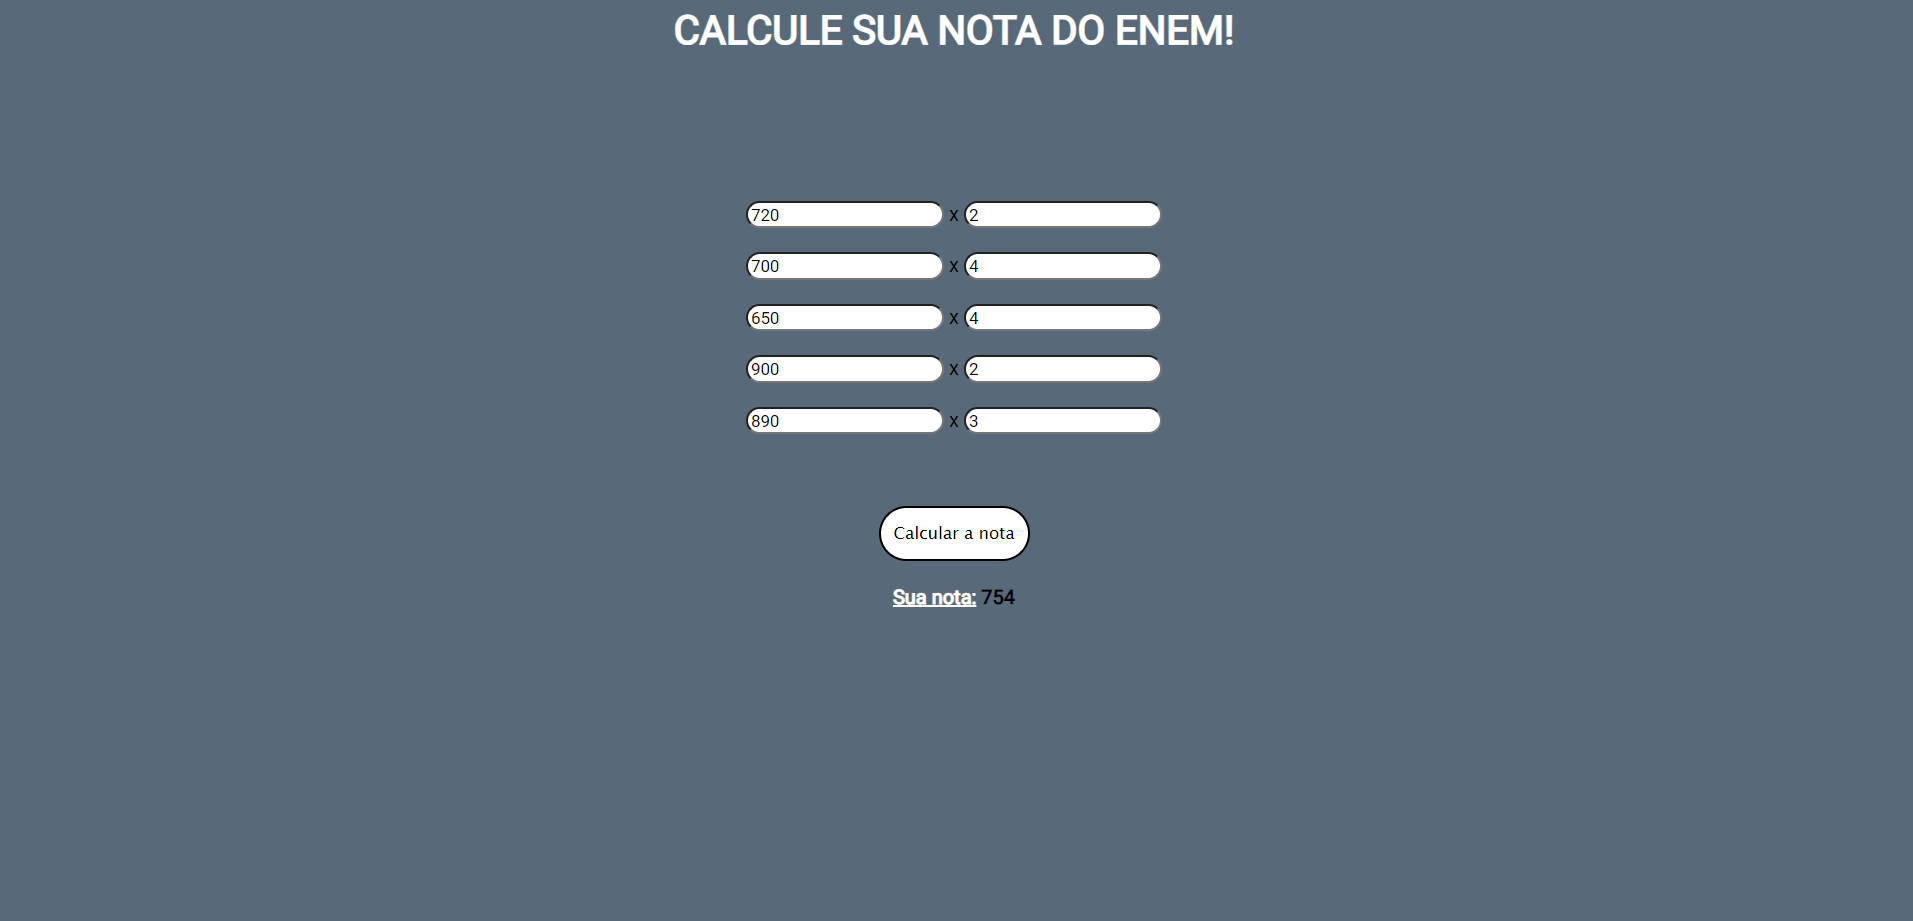 CALCULE SUA NOTA DO ENEM!
720 X 2
700 X 4
650 X 4
900 X 2
890 X 3
Calcular a nota
Sua nota: 754